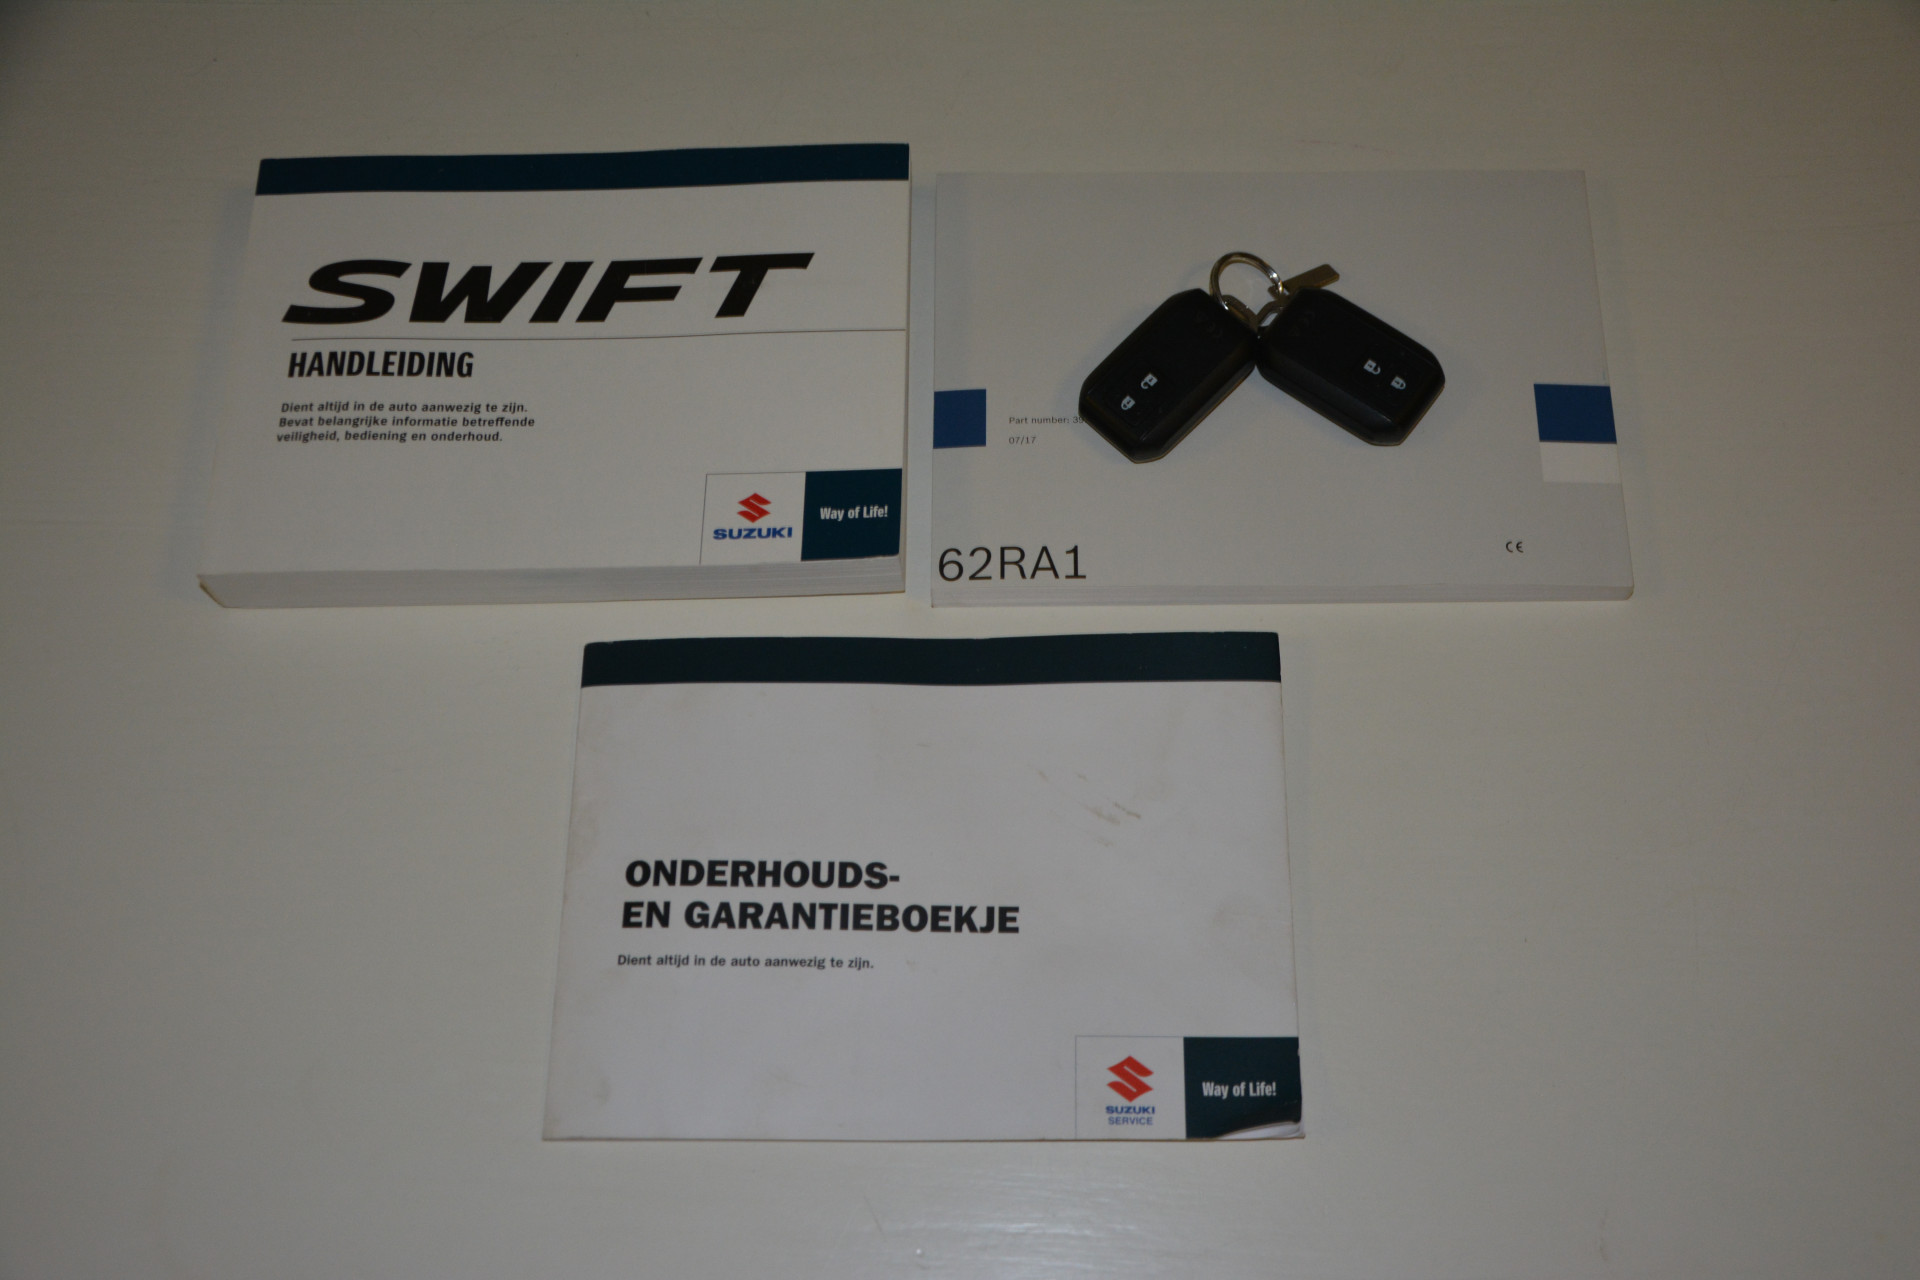 SWIFT
HANDLEIDING
Dient altijd in de auto aanwezig te zijn.
Bevat belangrijke informatie betreffende
veiligheid, bediening en onderhoud.
SUZUKI
Way of Life!
Part number:
07/17
62RA1
CE
ONDERHOUDS-
EN GARANTIEBOEKJE
Dient altijd in de auto aanwezig te zijn.
SUZUKI
SERVICE
Way of Life!